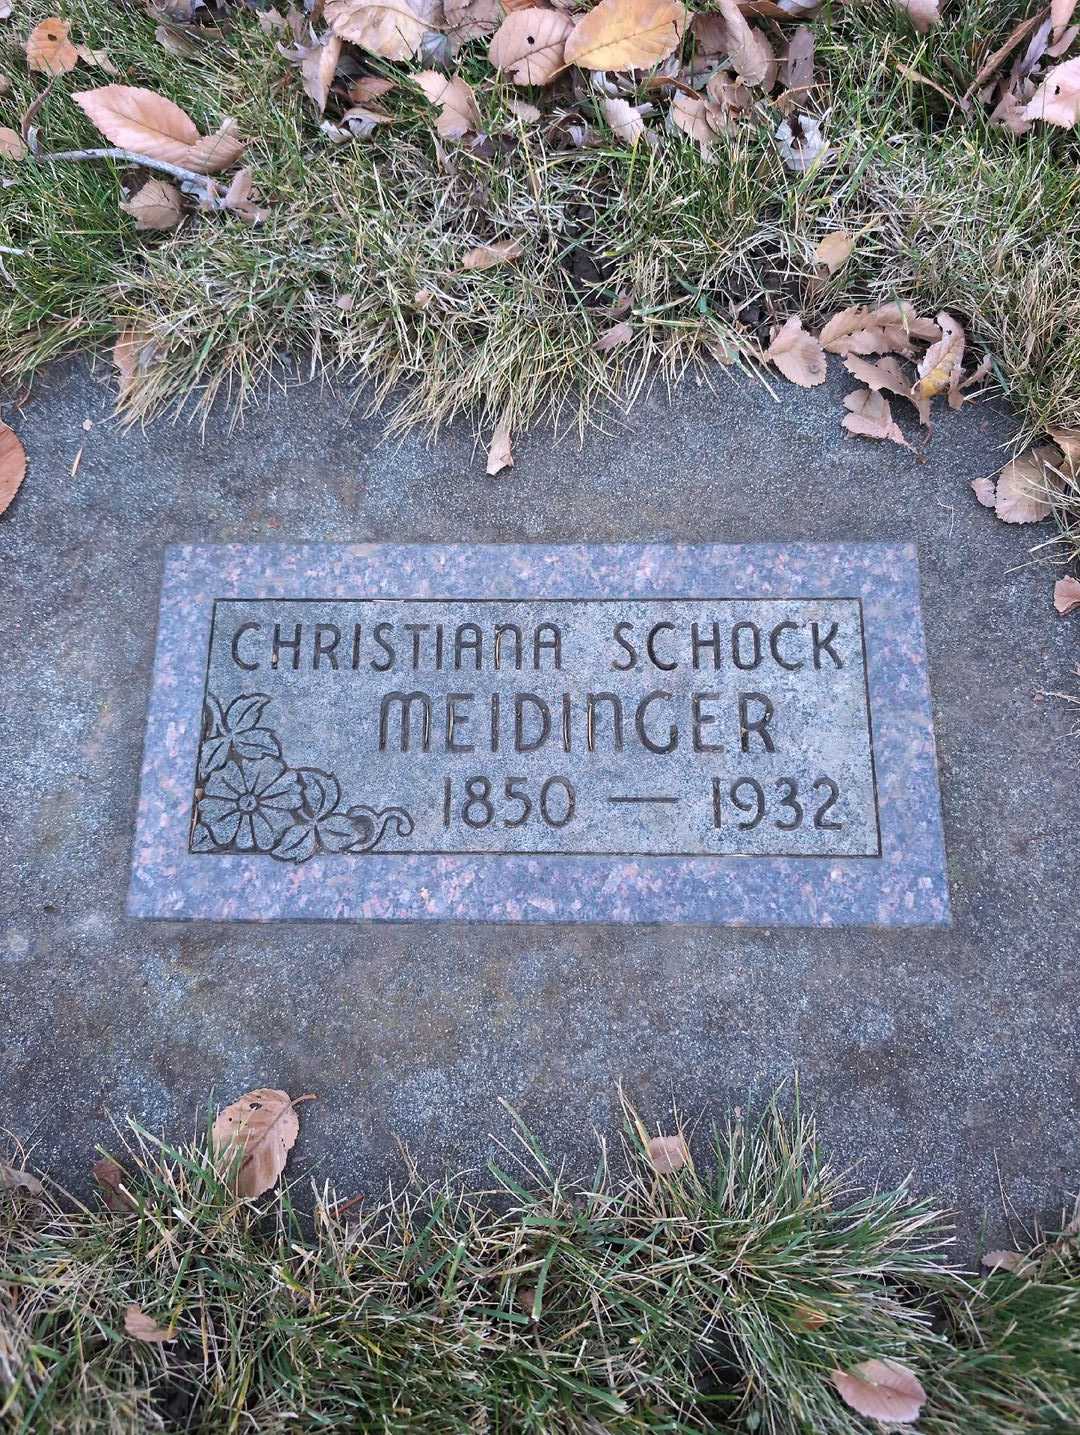 CHRISTIANA SCHOCK
MEIDINGER
1850 — 1932